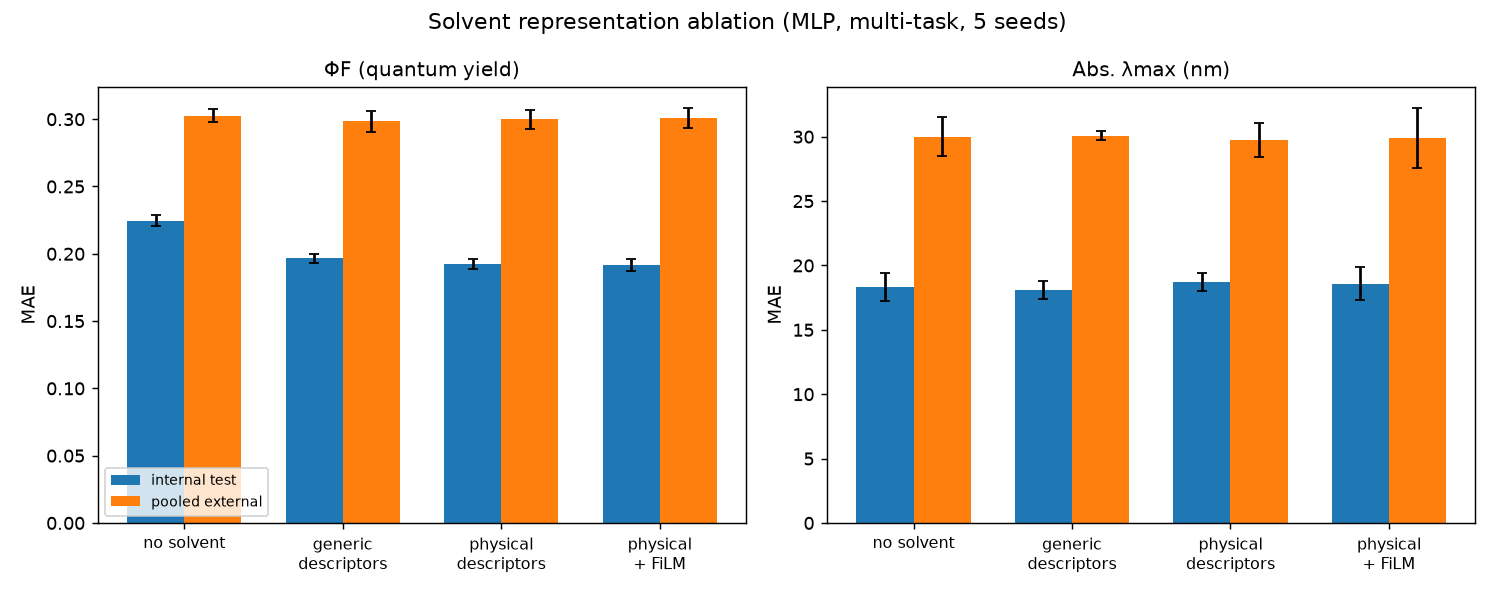 Solvent representation ablation (MLP, multi-task, 5 seeds)
ΦF (quantum yield)
MAE
0.30
0.25
0.20
0.15
0.10
0.05
0.00
internal test
pooled external
no solvent
generic
descriptors
physical
descriptors
physical
+ FiLM
Abs. λmax (nm)
MAE
30
25
20
15
10
5
0
no solvent
generic
descriptors
physical
descriptors
physical
+ FiLM